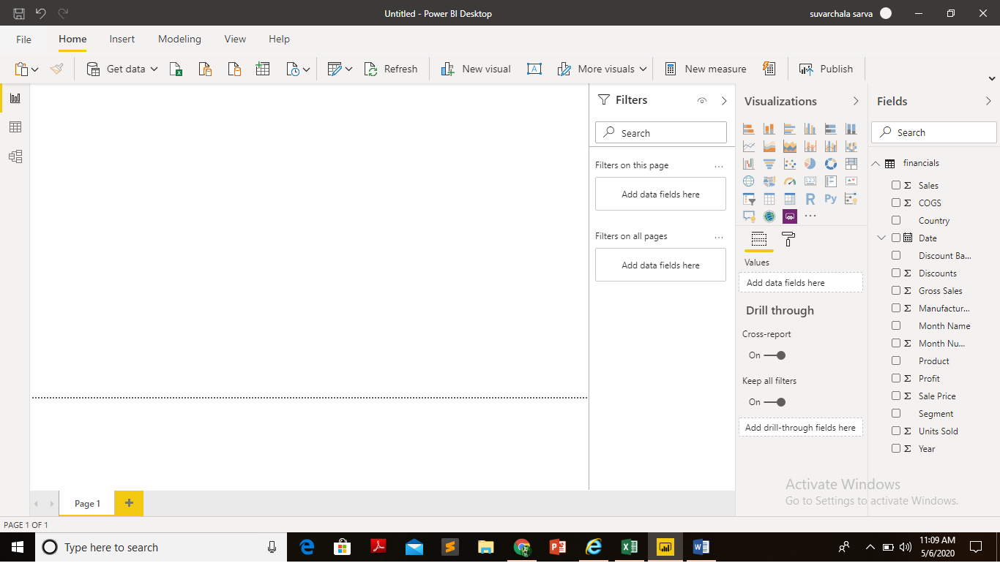 Untitled - Power BI Desktop
suvarchala sarva
File Home Insert Modeling View Help
Get data Refresh New visual A More visuals New measure Publish
Filters
Search
Filters on this page ...
Add data fields here
Filters on all pages ...
Add data fields here
Visualizations
123
R Py
...
Values
Add data fields here
Drill through
Cross-report
On
Keep all filters
On
Add drill-through fields here
Fields
Search
financials
Σ Sales
Σ COGS
Country
Date
Discount Ba...
Σ Discounts
Σ Gross Sales
Σ Manufactur...
Month Name
Σ Month Nu...
Product
Σ Profit
Σ Sale Price
Segment
Σ Units Sold
Σ Year
Activate Windows
Go to Settings to activate Windows.
Page 1 +
PAGE 1 OF 1
Type here to search
11:09 AM
5/6/2020